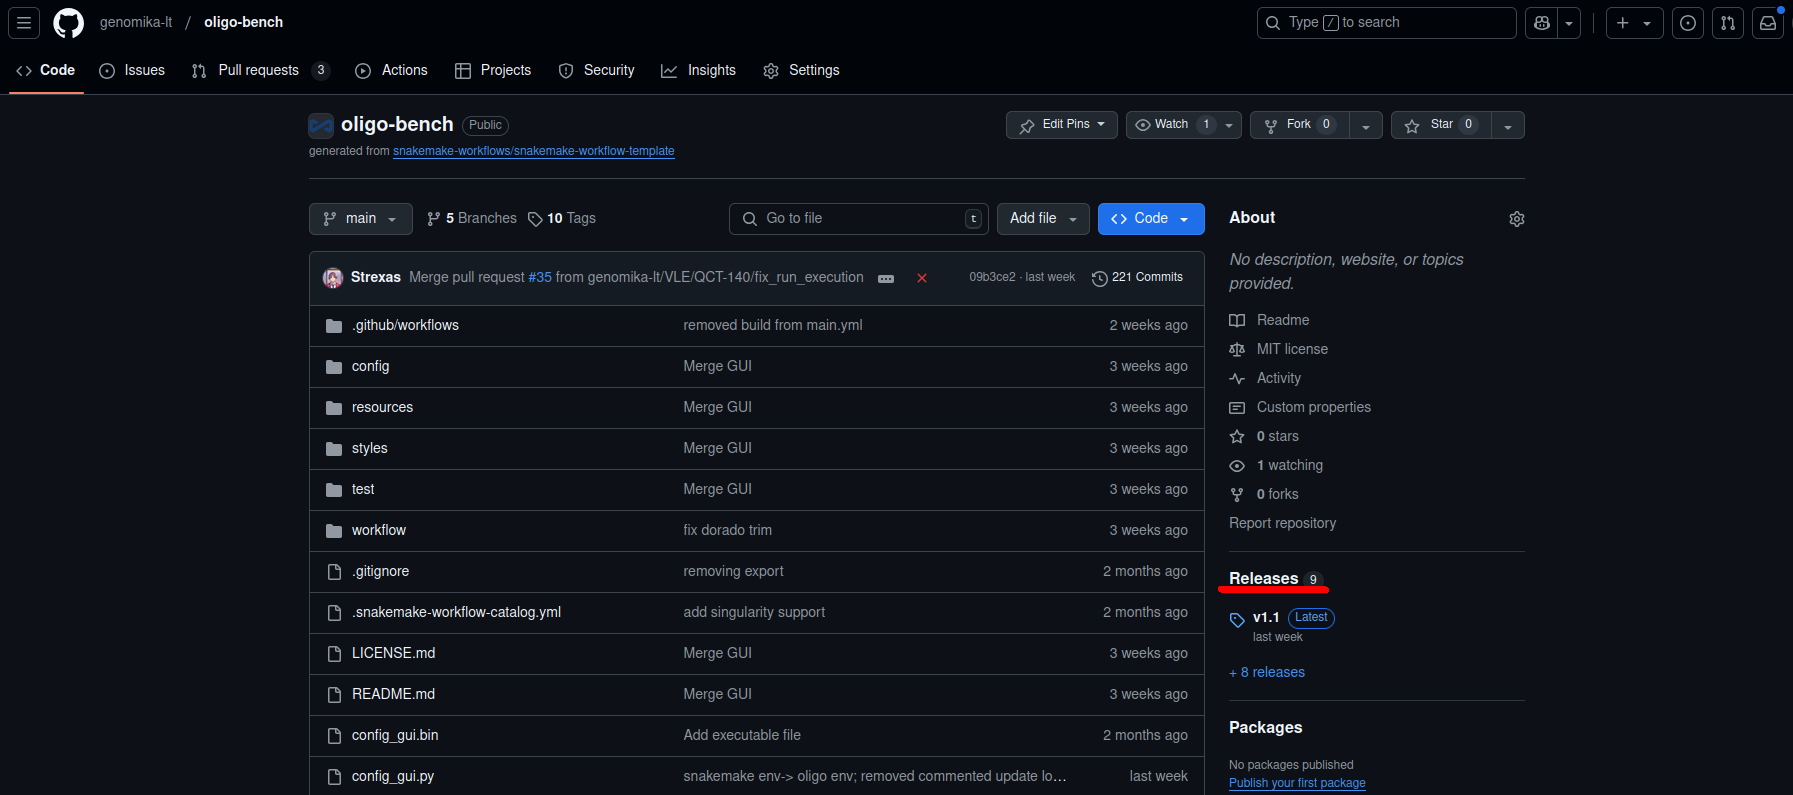 genomika-lt / oligo-bench
Type / to search
Code Issues Pull requests 3 Actions Projects Security Insights Settings
oligo-bench Public
Edit Pins Watch 1 Fork 0 Star 0
generated from snakemake-workflows/snakemake-workflow-template
main 5 Branches 10 Tags Go to file t Add file Code
Strexas Merge pull request #35 from genomika-lt/VLE/QCT-140/fix_run_execution 09b3ce2 · last week 221 Commits
.github/workflows removed build from main.yml 2 weeks ago
config Merge GUI 3 weeks ago
resources Merge GUI 3 weeks ago
styles Merge GUI 3 weeks ago
test Merge GUI 3 weeks ago
workflow fix dorado trim 3 weeks ago
.gitignore removing export 2 months ago
.snakemake-workflow-catalog.yml add singularity support 2 months ago
LICENSE.md Merge GUI 3 weeks ago
README.md Merge GUI 3 weeks ago
config_gui.bin Add executable file 2 months ago
config_gui.py snakemake env-> oligo env; removed commented update lo... last week
About
No description, website, or topics
provided.
Readme
MIT license
Activity
Custom properties
0 stars
1 watching
0 forks
Report repository
Releases 9
v1.1 Latest
last week
+ 8 releases
Packages
No packages published
Publish your first package